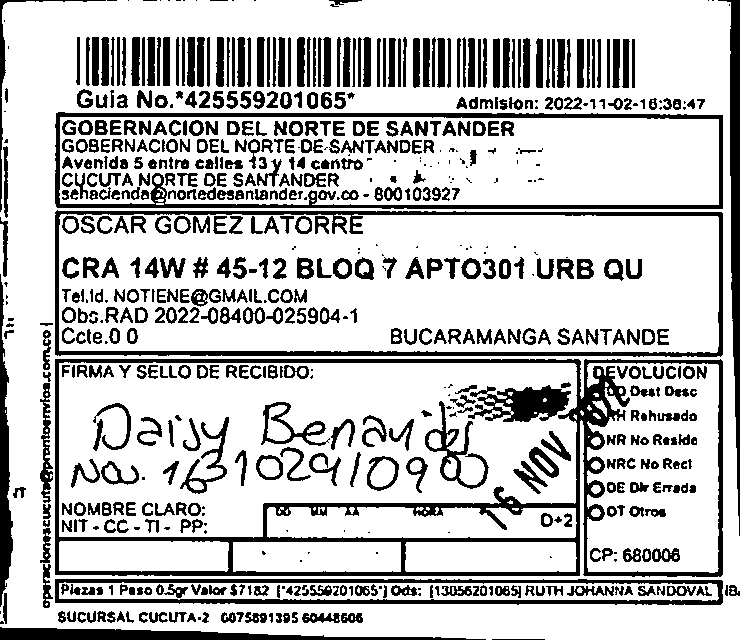 Guia No.*425559201065*
Admision: 2022-11-02-16:36:47
GOBERNACION DEL NORTE DE SANTANDER
GOBERNACION DEL NORTE DE SANTANDER
Avenida 5 entre calles 13 y 14 centro
CUCUTA NORTE DE SANTANDER
sehacienda@nortedesantander.gov.co - 800103927
OSCAR GOMEZ LATORRE
CRA 14W # 45-12 BLOQ 7 APTO301 URB QU
Tel.Id. NOTIENE@GMAIL.COM
Obs.RAD 2022-08400-025904-1
Ccte.0 0
BUCARAMANGA SANTANDE
operacionescucuta@prontoenvios.com.co
FIRMA Y SELLO DE RECIBIDO:
Daisy Benavides
Nov. 16
16 NOV
NOMBRE CLARO:
NIT - CC - TI - PP:
DD MM AA HORA
D+2
DEVOLUCION
DD Dest Desc
RH Rehusado
NR No Reside
NRC No Recl
DE Dir Errada
OT Otros
CP: 680006
Piezas 1 Peso 0.5gr Valor $7182 [*425559201065*] Ods: [13056201065] RUTH JOHANNA SANDOVAL
SUCURSAL CUCUTA-2 6075891395 60448606